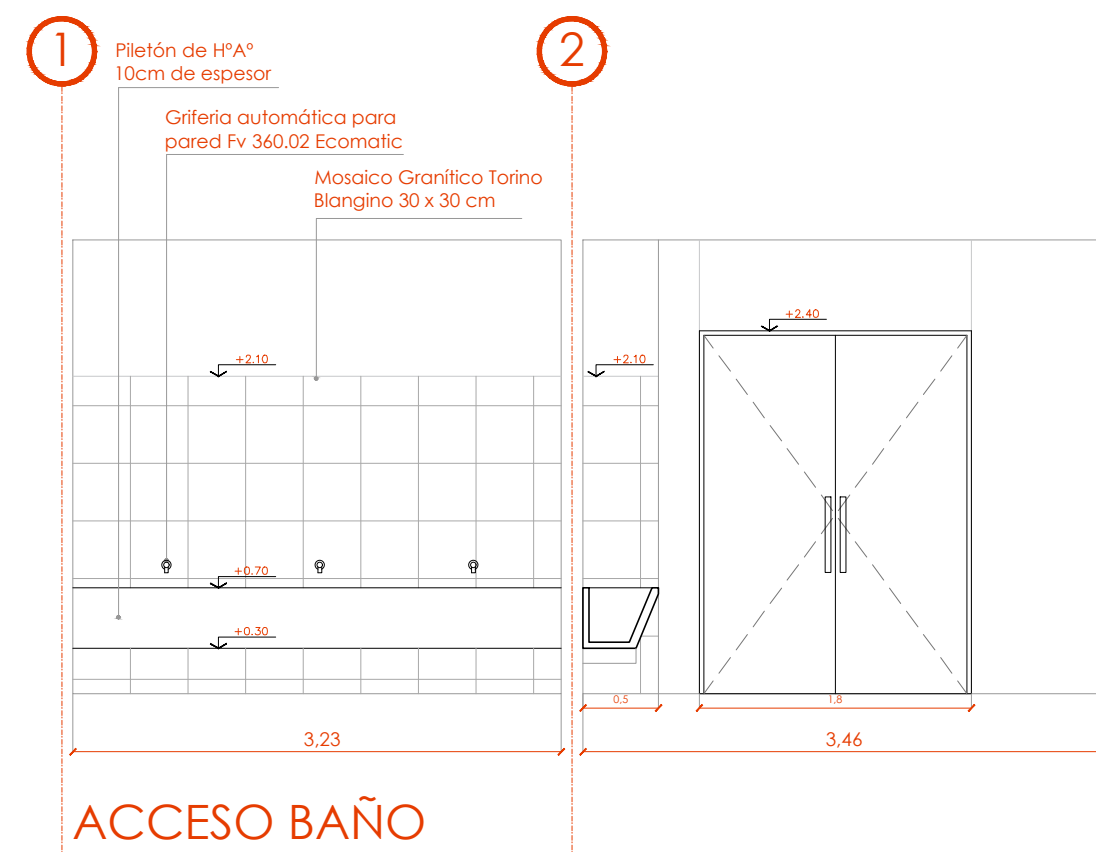 1
2
Piletón de HºAº
10cm de espesor
Griferia automática para
pared Fv 360.02 Ecomatic
Mosaico Granítico Torino
Blangino 30 x 30 cm
+2.40
+2.10
+2.10
+0.70
+0.30
0,5
1,8
3,23
3,46
ACCESO BAÑO